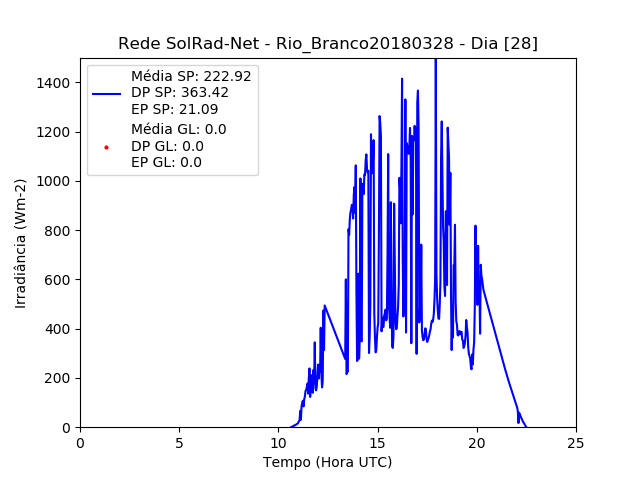 Rede SolRad-Net - Rio_Branco20180328 - Dia [28]
Média SP: 222.92
DP SP: 363.42
EP SP: 21.09
Média GL: 0.0
DP GL: 0.0
EP GL: 0.0
Irradiância (Wm-2)
1400
1200
1000
800
600
400
200
0
0 5 10 15 20 25
Tempo (Hora UTC)